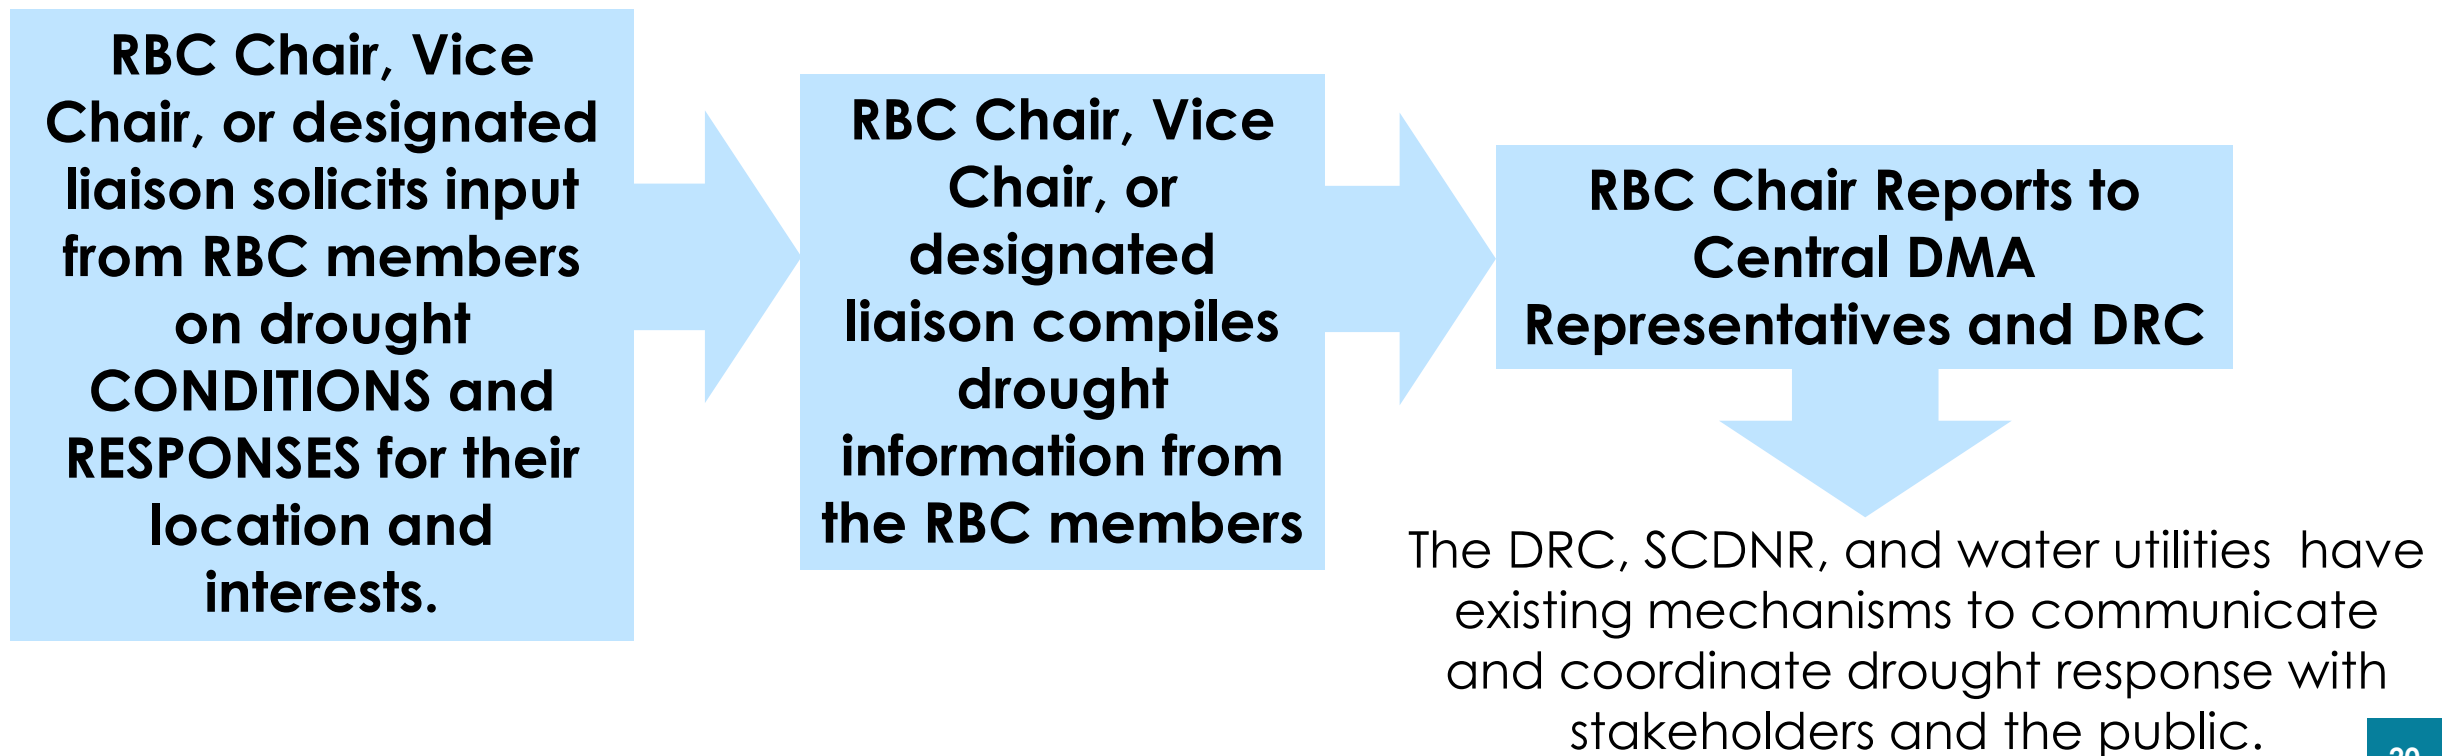 RBC Chair, Vice
Chair, or designated
liaison solicits input
from RBC members
on drought
CONDITIONS and
RESPONSES for their
location and
interests.
RBC Chair, Vice
Chair, or
designated
liaison compiles
drought
information from
the RBC members
RBC Chair Reports to
Central DMA
Representatives and DRC
The DRC, SCDNR, and water utilities  have
existing mechanisms to communicate
and coordinate drought response with
stakeholders and the public.